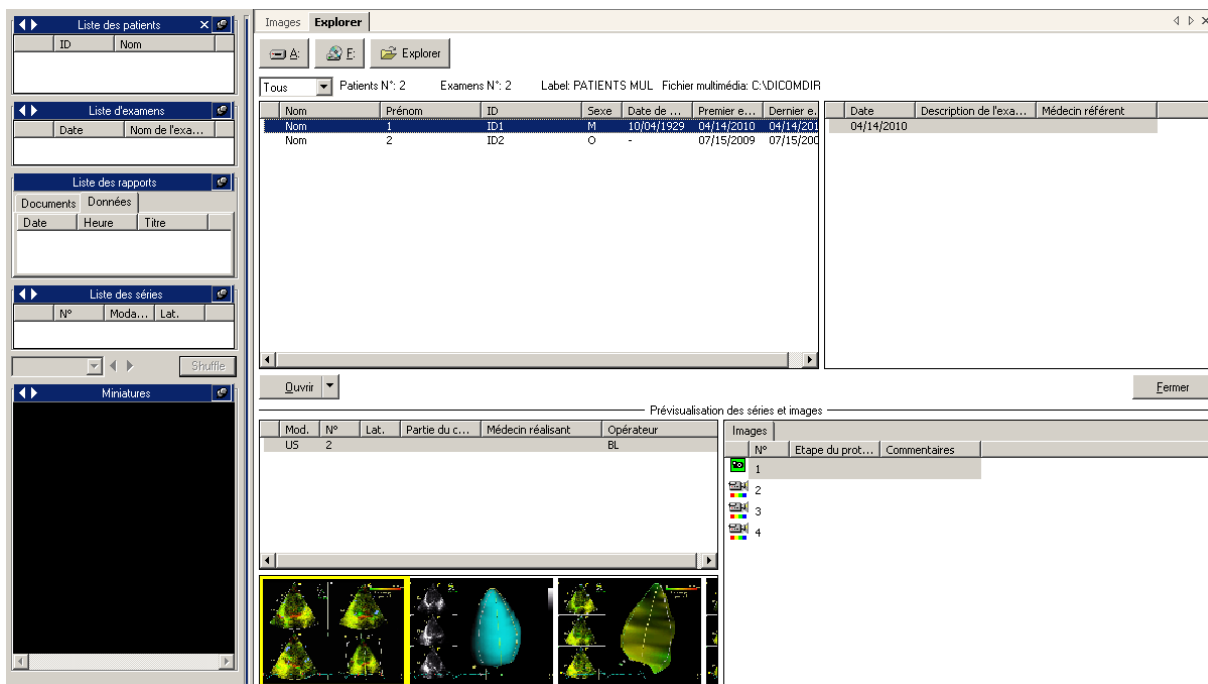 Liste des patients
ID Nom
Liste d'examens
Date Nom de l'exa...
Liste des rapports
Documents Données
Date Heure Titre
Liste des séries
N° Moda... Lat.
Shuffle
Miniatures
Images Explorer
A: F: Explorer
Tous Patients N°: 2 Examens N°: 2 Label: PATIENTS MUL Fichier multimédia: C:\DICOMDIR
Nom Prénom ID Sexe Date de ... Premier e... Dernier e.
Nom 1 ID1 M 10/04/1929 04/14/2010 04/14/201
Nom 2 ID2 O - 07/15/2009 07/15/200
Date Description de l'exa... Médecin référent
04/14/2010
Ouvrir
Fermer
Prévisualisation des séries et images
Mod. N° Lat. Partie du c... Médecin réalisant Opérateur
US 2 BL
Images
N° Etape du prot... Commentaires
1
2
3
4